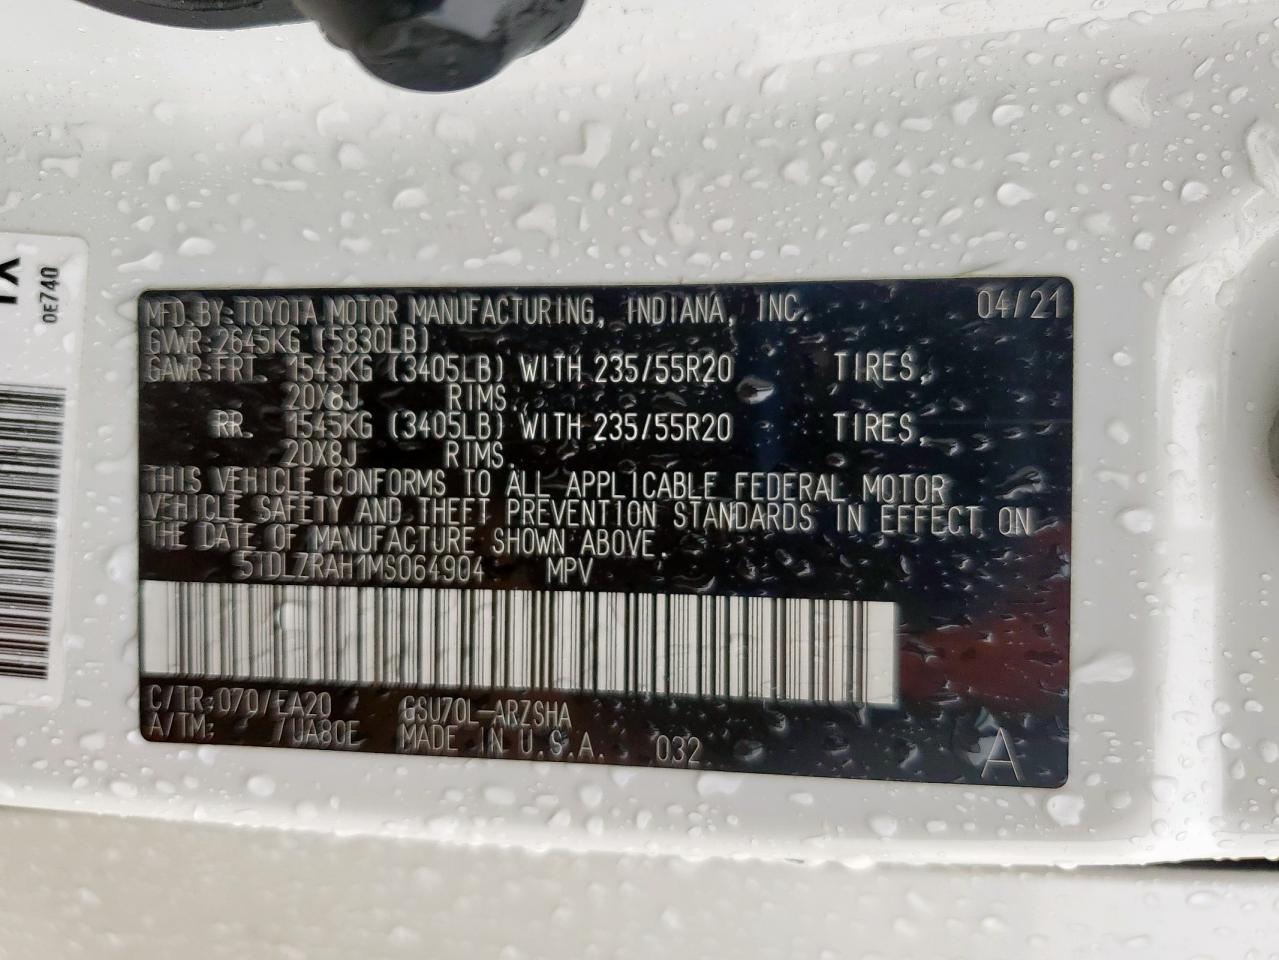 MFD.BY:TOYOTA MOTOR MANUFACTURING, INDIANA, INC. 04/21
GVWR:2645KG (5830LB)
GAWR:FRT. 1545KG (3405LB) WITH 235/55R20 TIRES,
20X8J RIMS.
RR. 1545KG (3405LB) WITH 235/55R20 TIRES,
20X8J RIMS.
THIS VEHICLE CONFORMS TO ALL APPLICABLE FEDERAL MOTOR
VEHICLE SAFETY AND THEFT PREVENTION STANDARDS IN EFFECT ON
THE DATE OF MANUFACTURE SHOWN ABOVE.
5TDLZRAH1MS064904 MPV
C/TR:070/EA20 GSU70L-ARZSHA
A/TM: /UA80E MADE IN U.S.A. 032 A
0E740